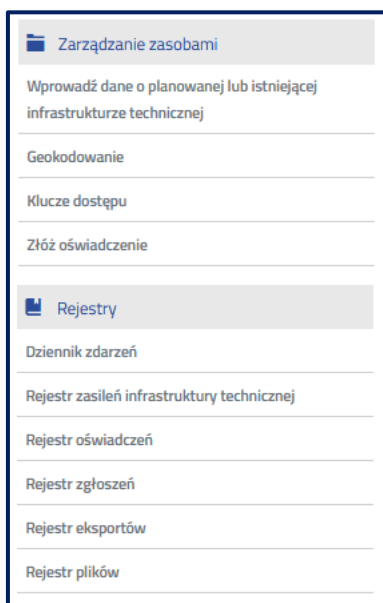 Zarządzanie zasobami
Wprowadź dane o planowanej lub istniejącej
infrastrukturze technicznej
Geokodowanie
Klucze dostępu
Złóż oświadczenie
Rejestry
Dziennik zdarzeń
Rejestr zasileń infrastruktury technicznej
Rejestr oświadczeń
Rejestr zgłoszeń
Rejestr eksportów
Rejestr plików